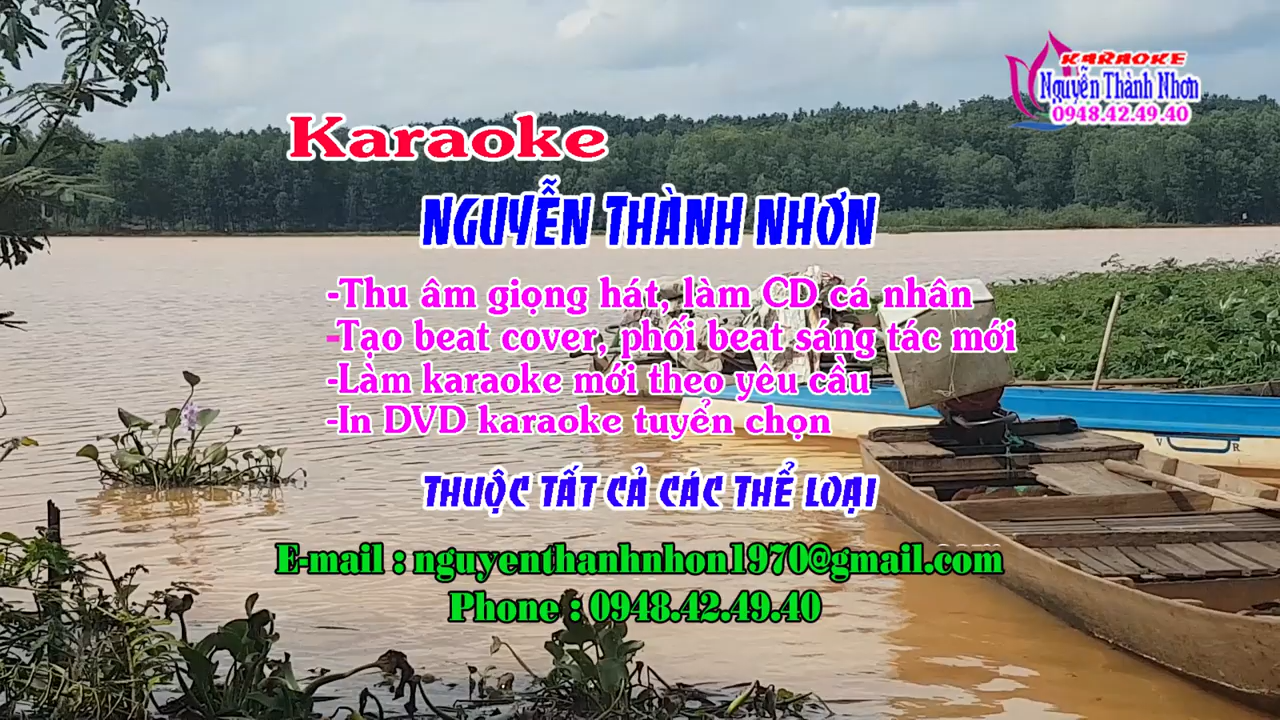 KARAOKE
Nguyễn Thành Nhơn
0948.42.49.40
Karaoke
NGUYỄN THÀNH NHƠN
-Thu âm giọng hát, làm CD cá nhân
-Tạo beat cover, phối beat sáng tác mới
-Làm karaoke mới theo yêu cầu
-In DVD karaoke tuyển chọn
THUỘC TẤT CẢ CÁC THỂ LOẠI
E-mail : nguyenthanhnhon1970@gmail.com
Phone : 0948.42.49.40